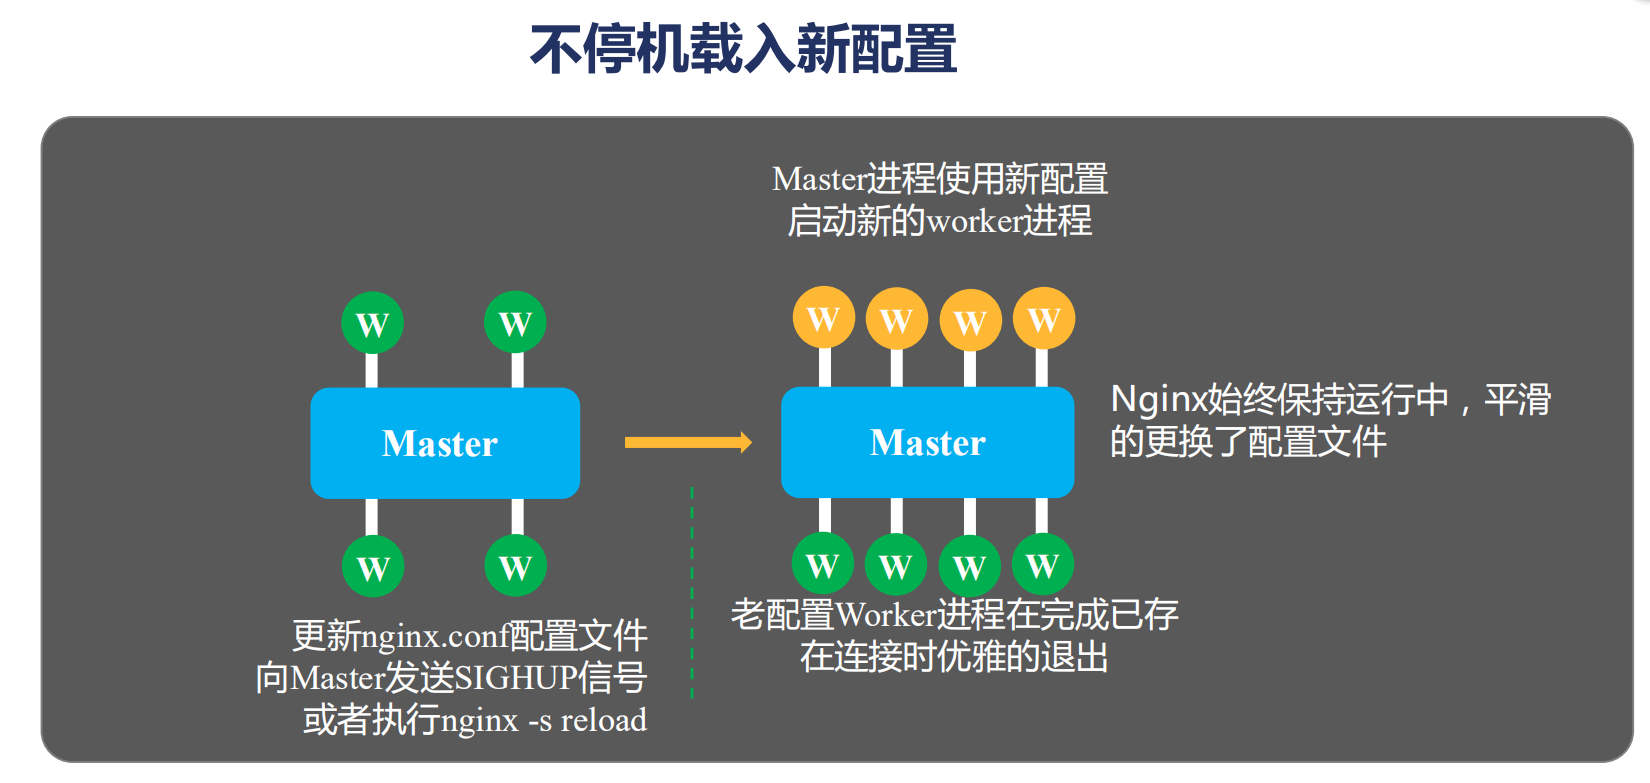 不停机载入新配置
Master进程使用新配置
启动新的worker进程
W
W
W
W
W
W
Master
Master
Nginx始终保持运行中，平滑
的更换了配置文件
W
W
W
W
W
W
更新nginx.conf配置文件
向Master发送SIGHUP信号
或者执行nginx -s reload
老配置Worker进程在完成已存
在连接时优雅的退出